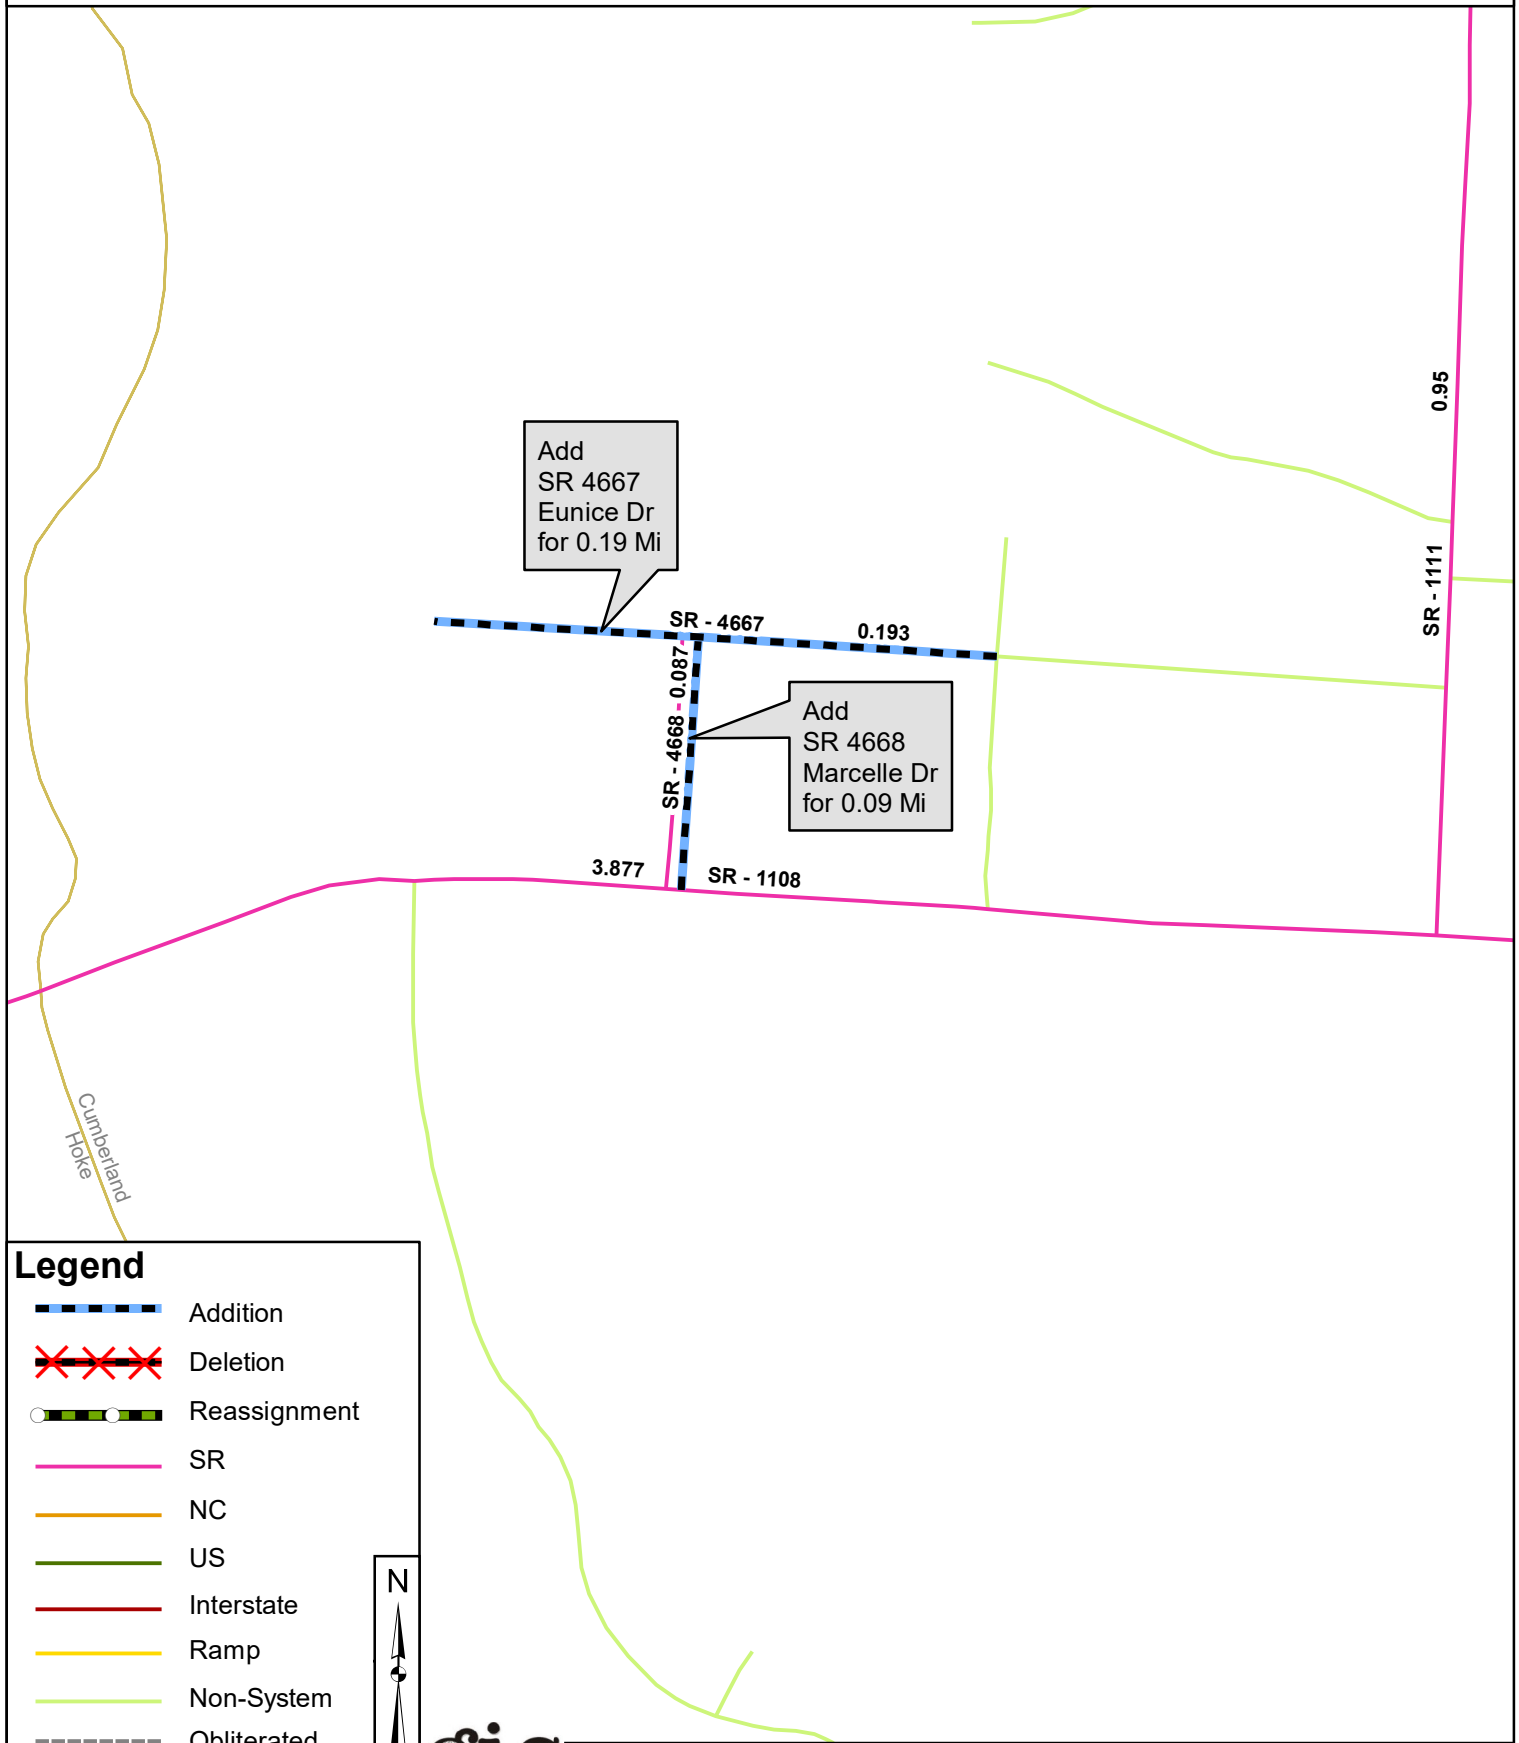 0.95
Add
SR 4667
Eunice Dr
for 0.19 Mi
SR - 1111
SR - 4667
0.193
0.087
SR - 4668
Add
SR 4668
Marcelle Dr
for 0.09 Mi
3.877
SR - 1108
Cumberland
Hoke
Legend
Addition
Deletion
Reassignment
SR
NC
US
Interstate
Ramp
Non-System
Obliterated
N